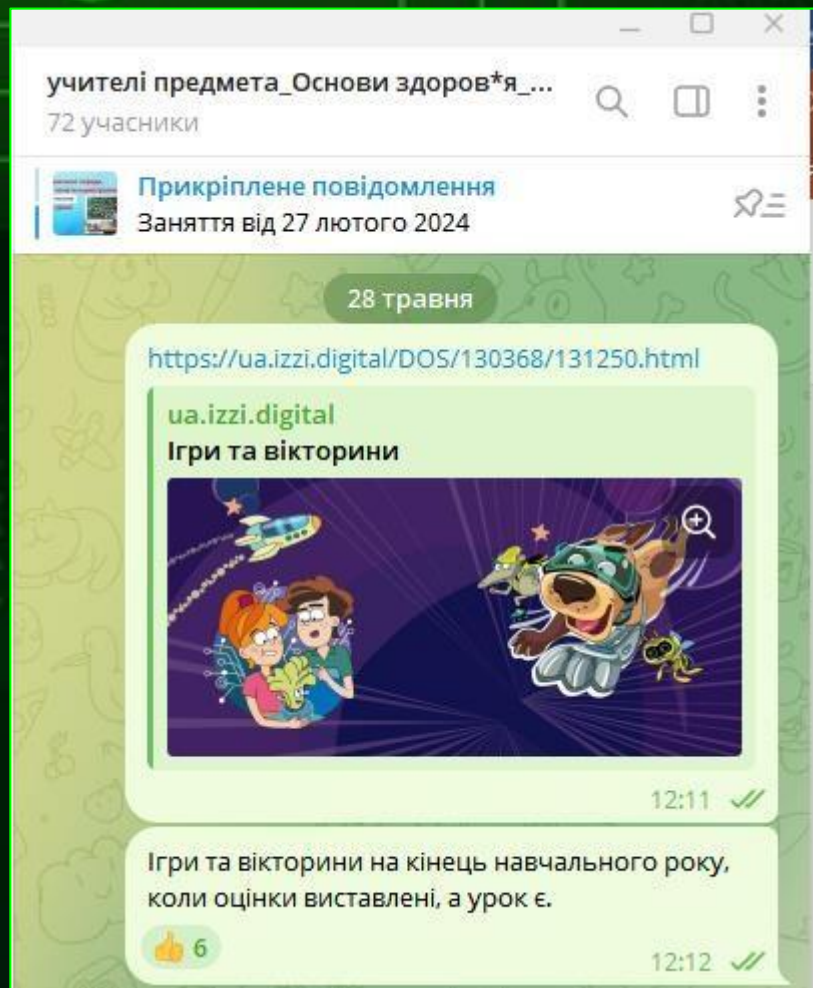 учителі предмета_Основи здоров*я_...
72 учасники
Прикріплене повідомлення
Заняття від 27 лютого 2024
28 травня
https://ua.izzi.digital/DOS/130368/131250.html
ua.izzi.digital
Ігри та вікторини
12:11
Ігри та вікторини на кінець навчального року,
коли оцінки виставлені, а урок є.
👍 6
12:12